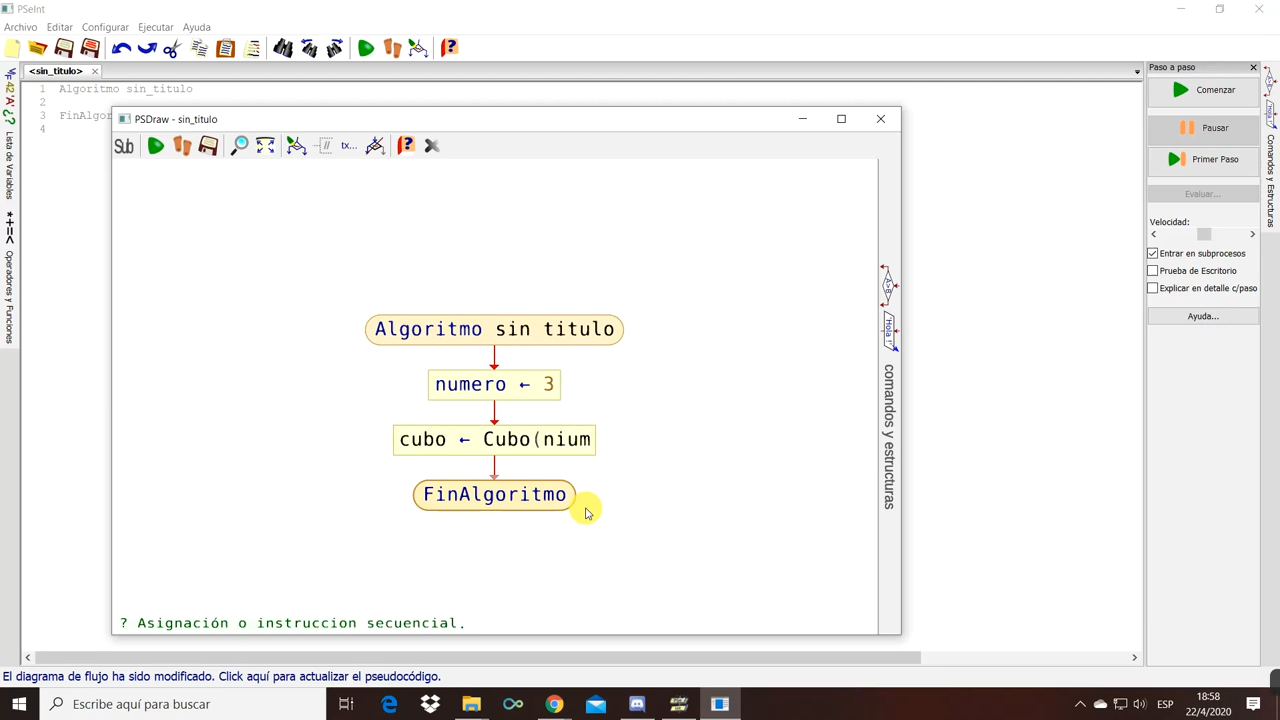 PSeInt
Archivo Editar Configurar Ejecutar Ayuda
<sin_titulo>
1 Algoritmo sin_titulo
2
3 FinAlgor
4
PSDraw - sin_titulo
Sub
tx...
Algoritmo sin titulo
numero ← 3
cubo ← Cubo(nium
FinAlgoritmo
? Asignación o instruccion secuencial.
comandos y estructuras
Lista de Variables
*+=<
Operadores y Funciones
Paso a paso
Comenzar
Pausar
Primer Paso
Evaluar...
Velocidad:
Entrar en subprocesos
Prueba de Escritorio
Explicar en detalle c/paso
Ayuda...
Comandos y Estructuras
El diagrama de flujo ha sido modificado. Click aquí para actualizar el pseudocódigo.
Escribe aquí para buscar
ESP
18:58
22/4/2020